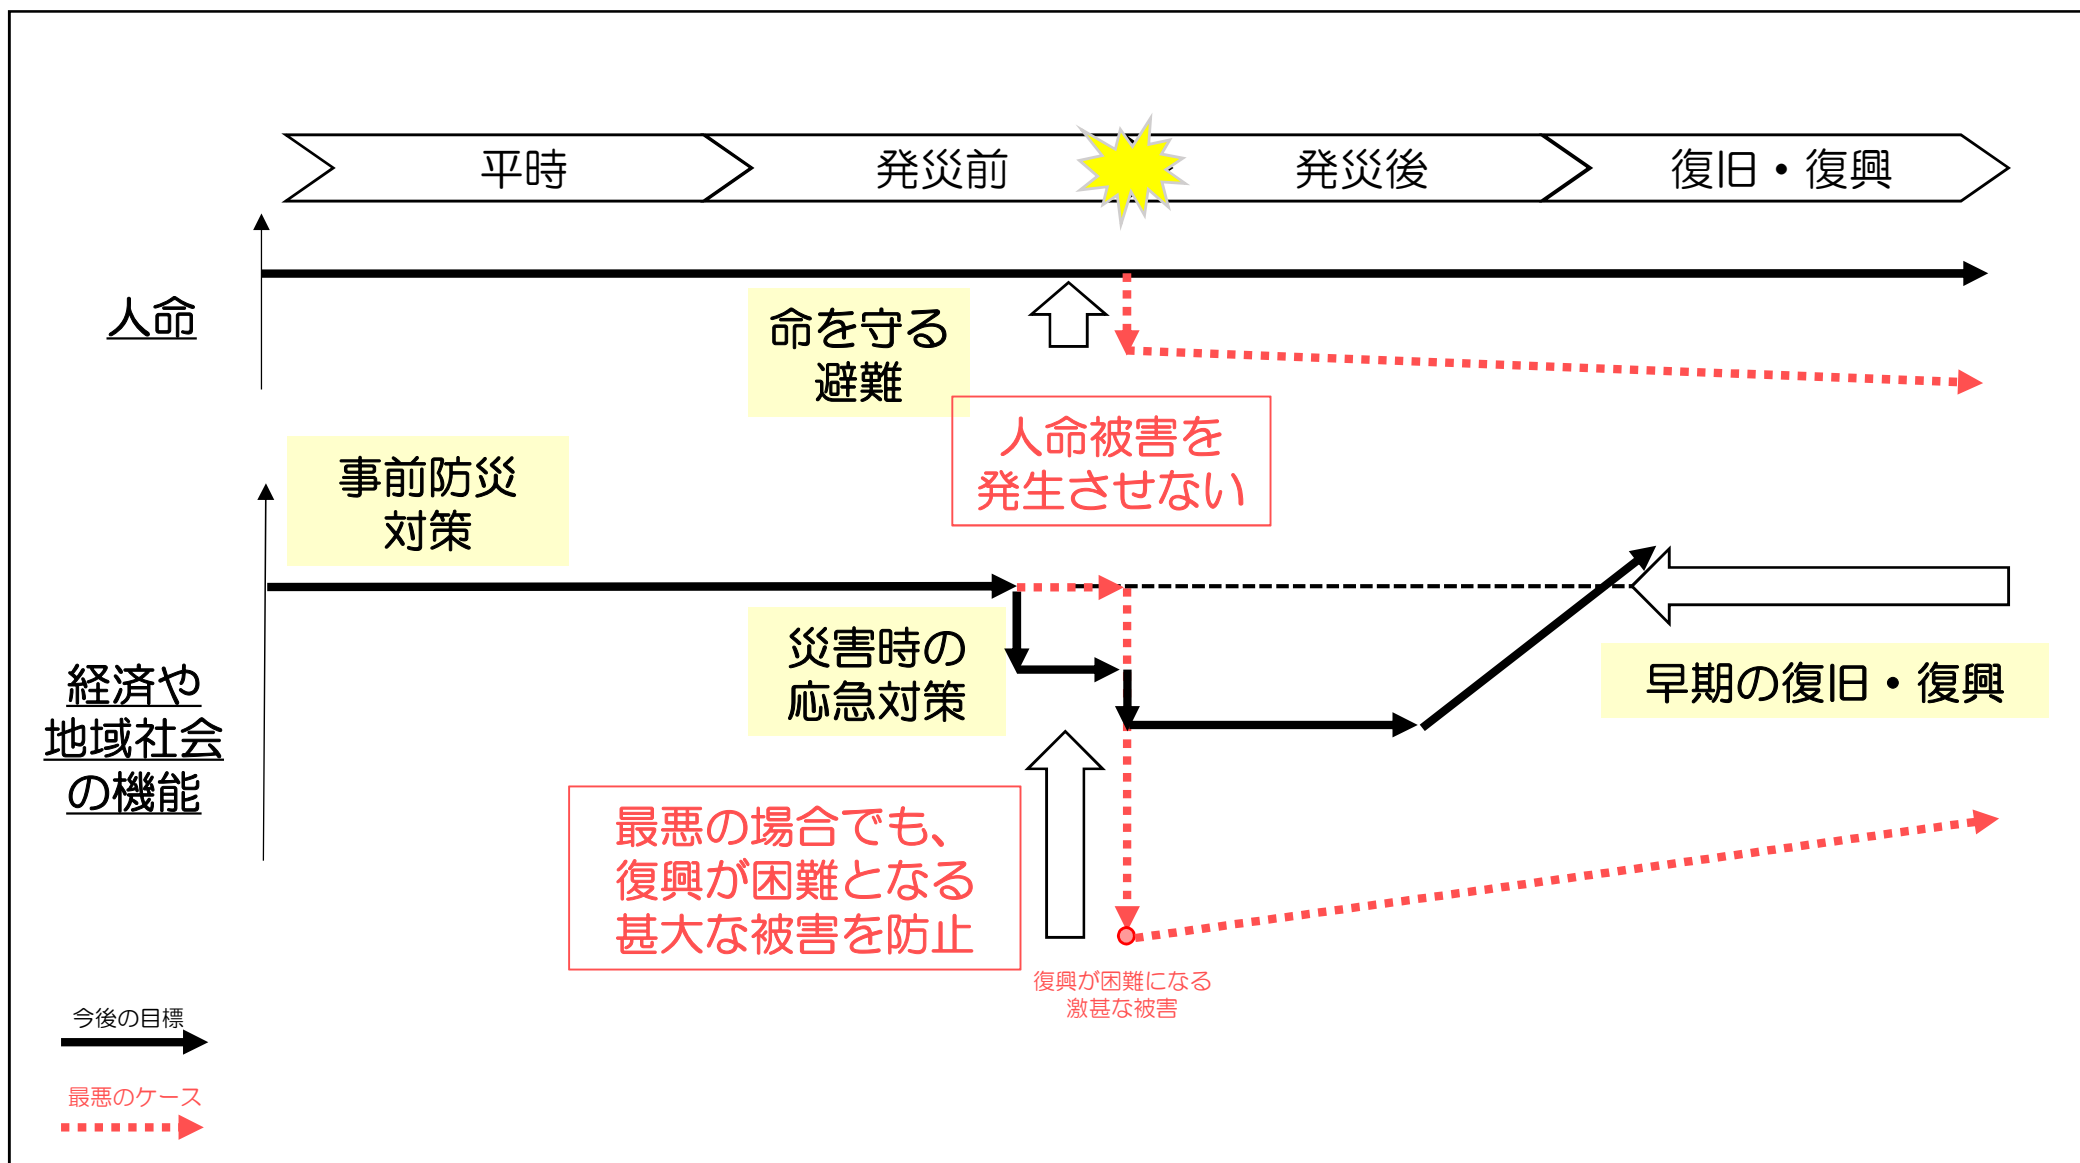 平時
発災前
発災後
復旧・復興
人命
命を守る
避難
人命被害を
発生させない
事前防災
対策
経済や
地域社会
の機能
災害時の
応急対策
早期の復旧・復興
最悪の場合でも、
復興が困難となる
甚大な被害を防止
復興が困難になる
激甚な被害
今後の目標
最悪のケース